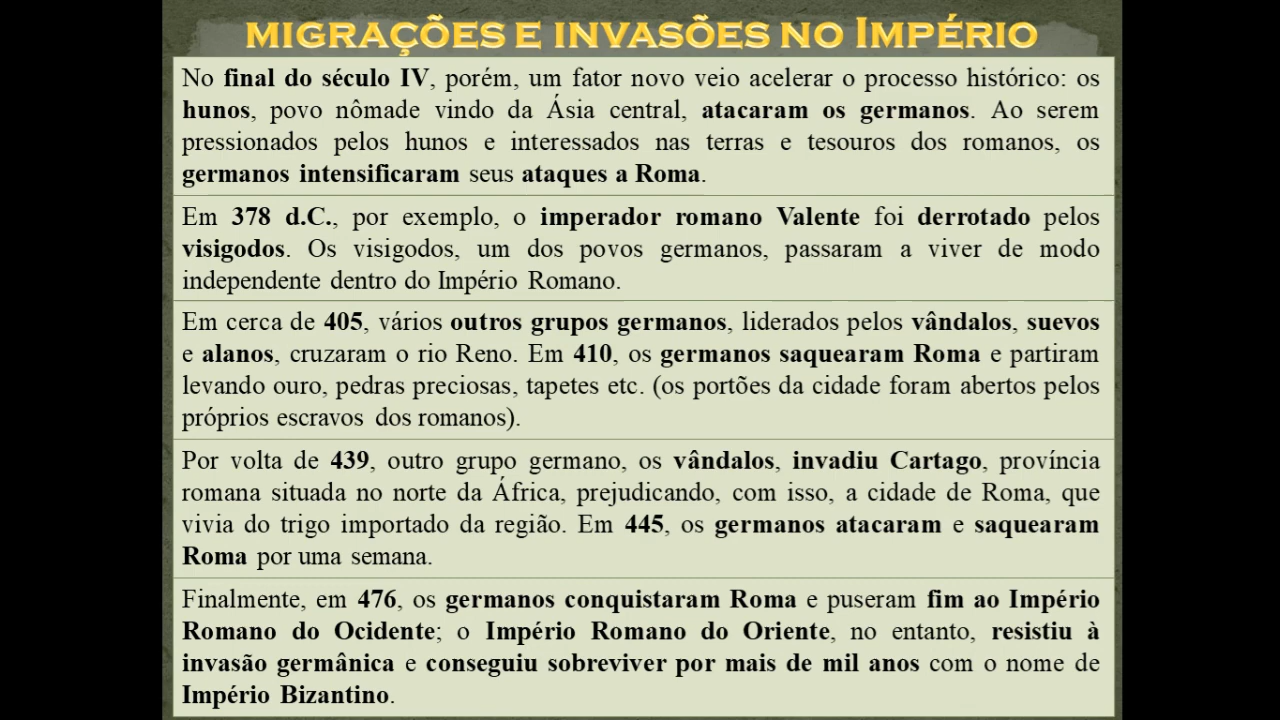 MIGRAÇÕES E INVASÕES NO IMPÉRIO
No final do século IV, porém, um fator novo veio acelerar o processo histórico: os
hunos, povo nômade vindo da Ásia central, atacaram os germanos. Ao serem
pressionados pelos hunos e interessados nas terras e tesouros dos romanos, os
germanos intensificaram seus ataques a Roma.
Em 378 d.C., por exemplo, o imperador romano Valente foi derrotado pelos
visigodos. Os visigodos, um dos povos germanos, passaram a viver de modo
independente dentro do Império Romano.
Em cerca de 405, vários outros grupos germanos, liderados pelos vândalos, suevos
e alanos, cruzaram o rio Reno. Em 410, os germanos saquearam Roma e partiram
levando ouro, pedras preciosas, tapetes etc. (os portões da cidade foram abertos pelos
próprios escravos dos romanos).
Por volta de 439, outro grupo germano, os vândalos, invadiu Cartago, província
romana situada no norte da África, prejudicando, com isso, a cidade de Roma, que
vivia do trigo importado da região. Em 445, os germanos atacaram e saquearam
Roma por uma semana.
Finalmente, em 476, os germanos conquistaram Roma e puseram fim ao Império
Romano do Ocidente; o Império Romano do Oriente, no entanto, resistiu à
invasão germânica e conseguiu sobreviver por mais de mil anos com o nome de
Império Bizantino.